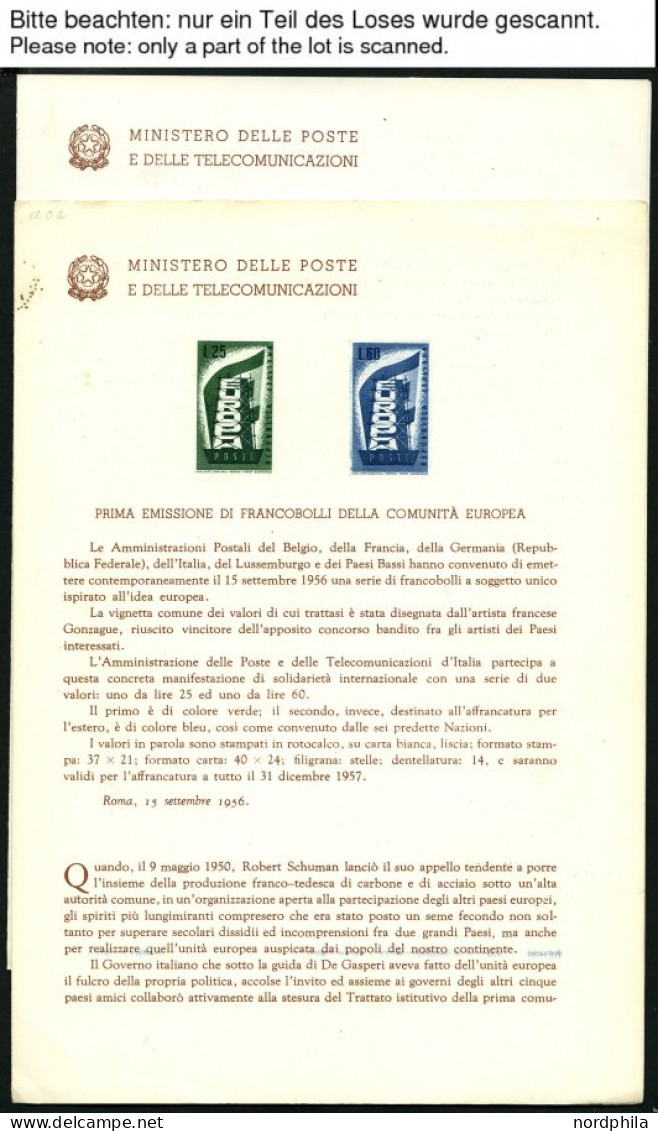 Bitte beachten: nur ein Teil des Loses wurde gescannt.
Please note: only a part of the lot is scanned.
MINISTERO DELLE POSTE
E DELLE TELECOMUNICAZIONI
MINISTERO DELLE POSTE
E DELLE TELECOMUNICAZIONI
L.25
POSTE
REPUBBLICA ITALIANA
L.60
POSTE
REPUBBLICA ITALIANA
PRIMA EMISSIONE DI FRANCOBOLLI DELLA COMUNITÀ EUROPEA
Le Amministrazioni Postali del Belgio, della Francia, della Germania (Repub-
blica Federale), dell'Italia, del Lussemburgo e dei Paesi Bassi hanno convenuto di emet-
tere contemporaneamente il 15 settembre 1956 una serie di francobolli a soggetto unico
ispirato all'idea europea.
La vignetta comune dei valori di cui trattasi è stata disegnata dall'artista francese
Gonzague, riuscito vincitore dell'apposito concorso bandito fra gli artisti dei Paesi
interessati.
L'Amministrazione delle Poste e delle Telecomunicazioni d'Italia partecipa a
questa concreta manifestazione di solidarietà internazionale con una serie di due
valori: uno da lire 25 ed uno da lire 60.
Il primo è di colore verde; il secondo, invece, destinato all'affrancatura per
l'estero, è di colore bleu, così come convenuto dalle sei predette Nazioni.
I valori in parola sono stampati in rotocalco, su carta bianca, liscia; formato stam-
pa: 37 × 21; formato carta: 40 × 24; filigrana: stelle; dentellatura: 14, e saranno
validi per l'affrancatura a tutto il 31 dicembre 1957.
Roma, 15 settembre 1956.
Quando, il 9 maggio 1950, Robert Schuman lanciò il suo appello tendente a porre
l'insieme della produzione franco-tedesca di carbone e di acciaio sotto un'alta
autorità comune, in un'organizzazione aperta alla partecipazione degli altri paesi europei,
gli spiriti più lungimiranti compresero che era stato posto un seme fecondo non sol-
tanto per superare secolari dissidii ed incomprensioni fra due grandi Paesi, ma anche
per realizzare quell'unità europea auspicata dai popoli del nostro continente.
Il Governo italiano che sotto la guida di De Gasperi aveva fatto dell'unità europea
il fulcro della propria politica, accolse l'invito ed assieme ai governi degli altri cinque
paesi amici collaborò attivamente alla stesura del Trattato istitutivo della prima comu-
nordphila